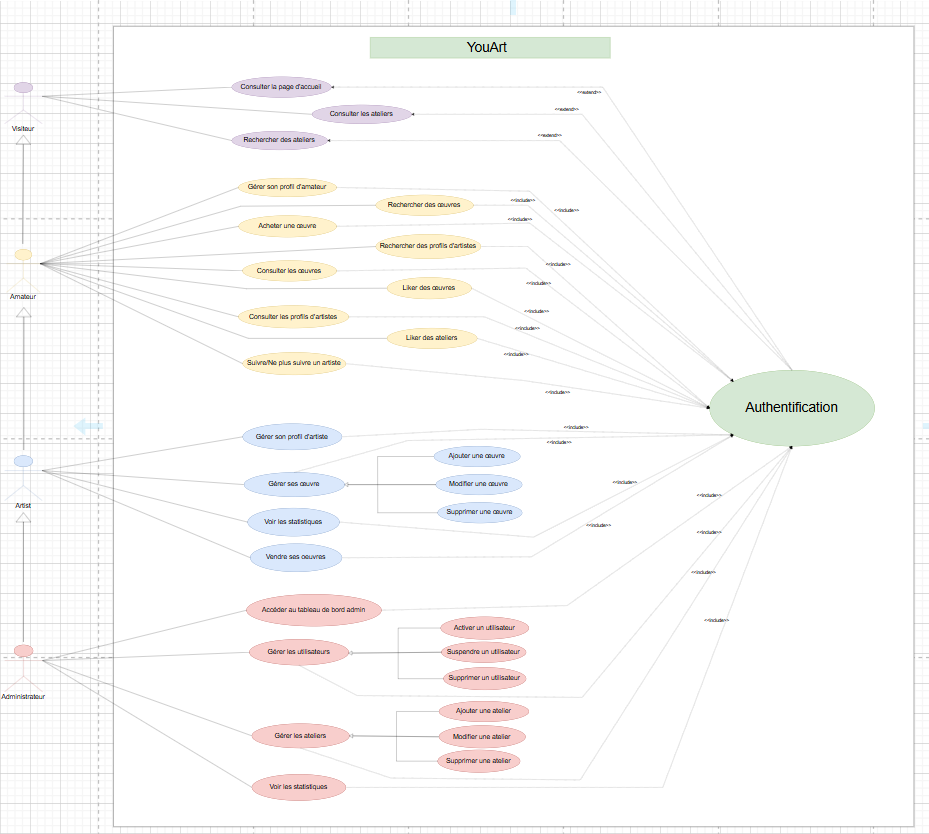 YouArt
Consulter la page d'accueil
<<extend>>
Consulter les ateliers
<<extend>>
Visiteur
Rechercher des ateliers
<<extend>>
Gérer son profil d'amateur
Rechercher des œuvres
<<include>>
<<include>>
Acheter une œuvre
<<include>>
Rechercher des profils d'artistes
Consulter les œuvres
<<include>>
Liker des œuvres
<<include>>
Amateur
Consulter les profils d'artistes
<<include>>
Liker des ateliers
<<include>>
Suivre/Ne plus suivre un artiste
<<include>>
<<include>>
Authentification
Gérer son profil d'artiste
<<include>>
<<include>>
Ajouter une œuvre
Gérer ses œuvre
Modifier une œuvre
<<include>>
<<include>>
Artist
Supprimer une œuvre
Voir les statistiques
<<include>>
<<include>>
Vendre ses oeuvres
<<include>>
Accéder au tableau de bord admin
<<include>>
Activer un utilisateur
Gérer les utilisateurs
Suspendre un utilisateur
Supprimer un utilisateur
Administrateur
Ajouter une atelier
Gérer les ateliers
Modifier une atelier
Supprimer une atelier
Voir les statistiques